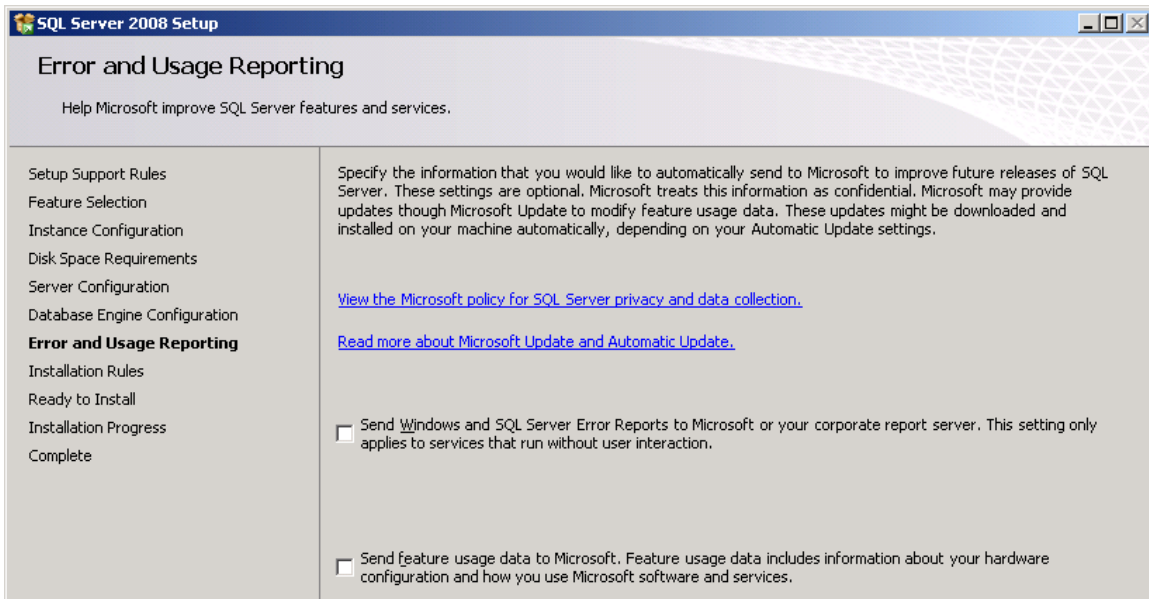 SQL Server 2008 Setup
Error and Usage Reporting
Help Microsoft improve SQL Server features and services.
Setup Support Rules
Feature Selection
Instance Configuration
Disk Space Requirements
Server Configuration
Database Engine Configuration
Error and Usage Reporting
Installation Rules
Ready to Install
Installation Progress
Complete
Specify the information that you would like to automatically send to Microsoft to improve future releases of SQL
Server. These settings are optional. Microsoft treats this information as confidential. Microsoft may provide
updates though Microsoft Update to modify feature usage data. These updates might be downloaded and
installed on your machine automatically, depending on your Automatic Update settings.
View the Microsoft policy for SQL Server privacy and data collection.
Read more about Microsoft Update and Automatic Update.
Send Windows and SQL Server Error Reports to Microsoft or your corporate report server. This setting only
applies to services that run without user interaction.
Send feature usage data to Microsoft. Feature usage data includes information about your hardware
configuration and how you use Microsoft software and services.